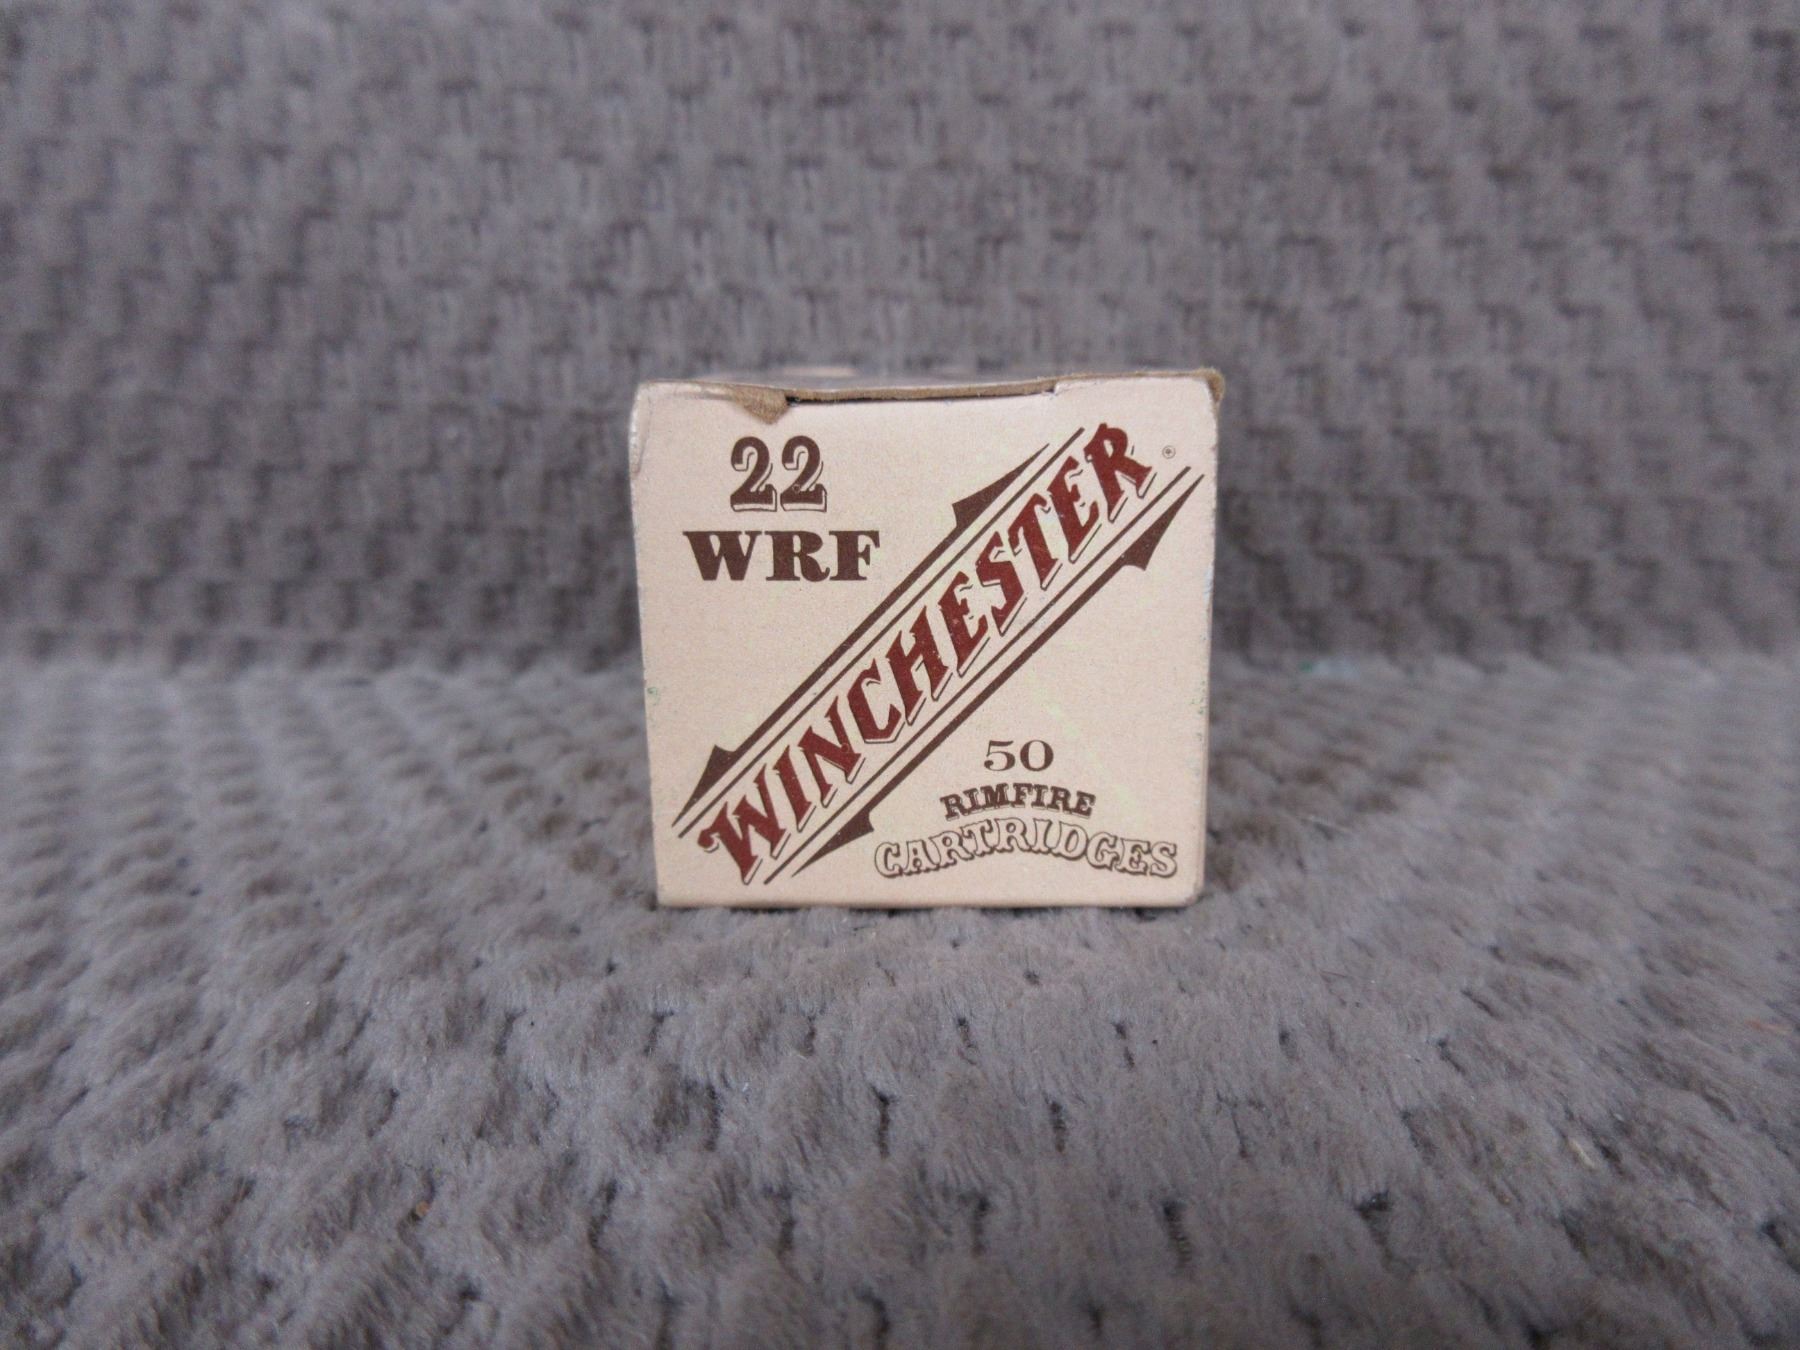 22
WRF
WINCHESTER ®
50
RIMFIRE
CARTRIDGES